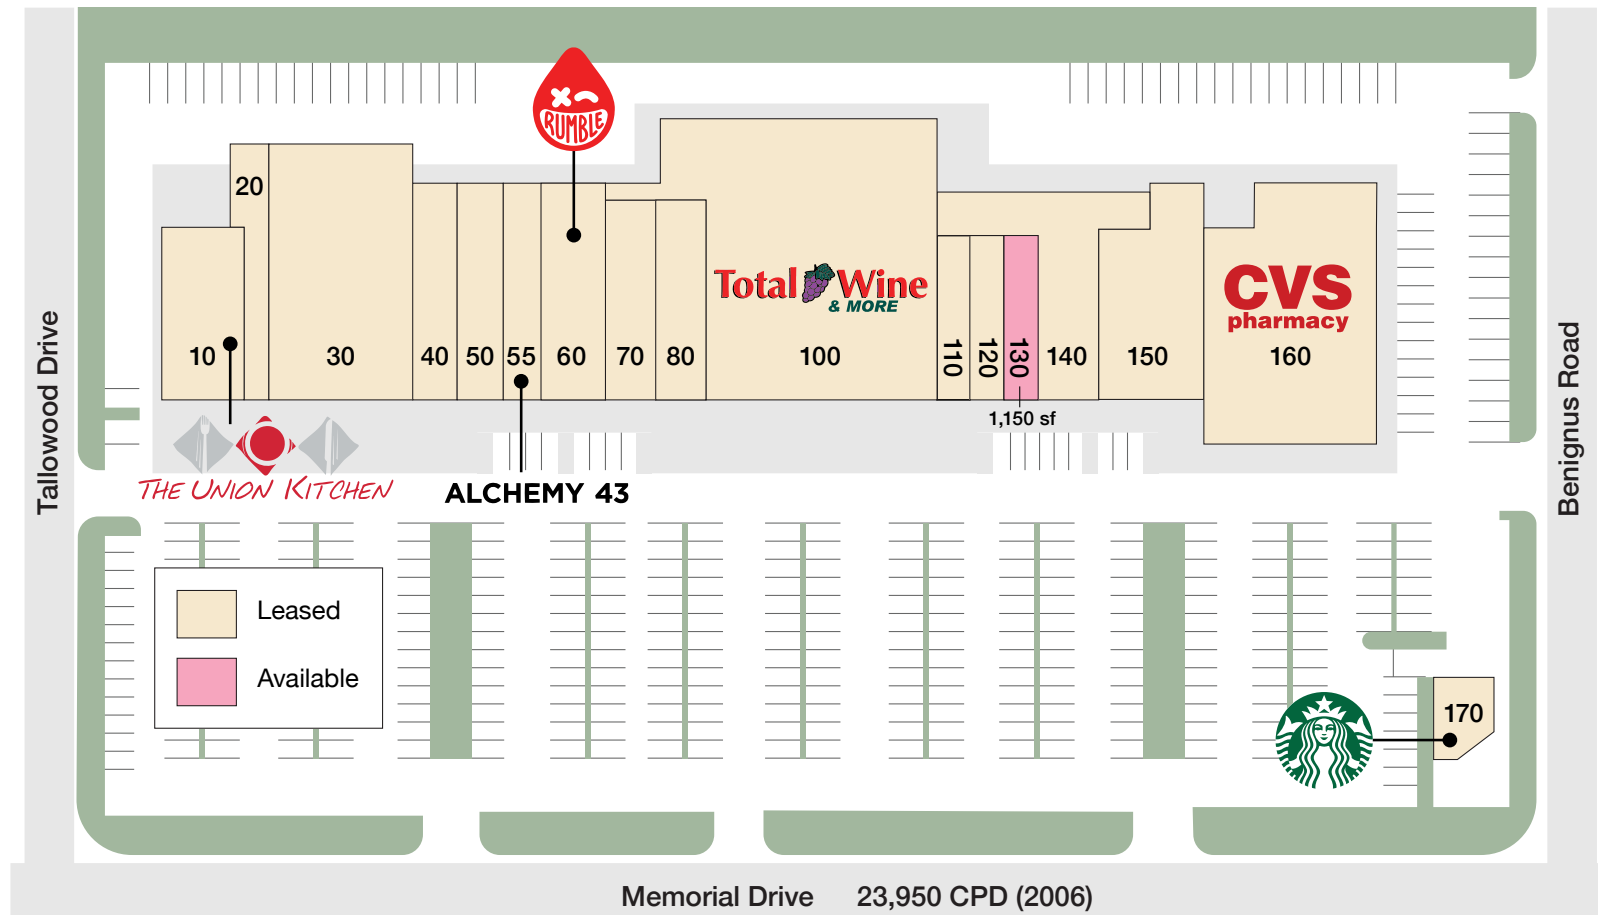 RUMBLE
20
Total Wine
& MORE
CVS
pharmacy
10
30
40
50
55
60
70
80
100
110
120
130
140
150
160
1,150 sf
THE UNION KITCHEN
ALCHEMY 43
Tallowood Drive
Benignus Road
Leased
Available
170
Memorial Drive 23,950 CPD (2006)